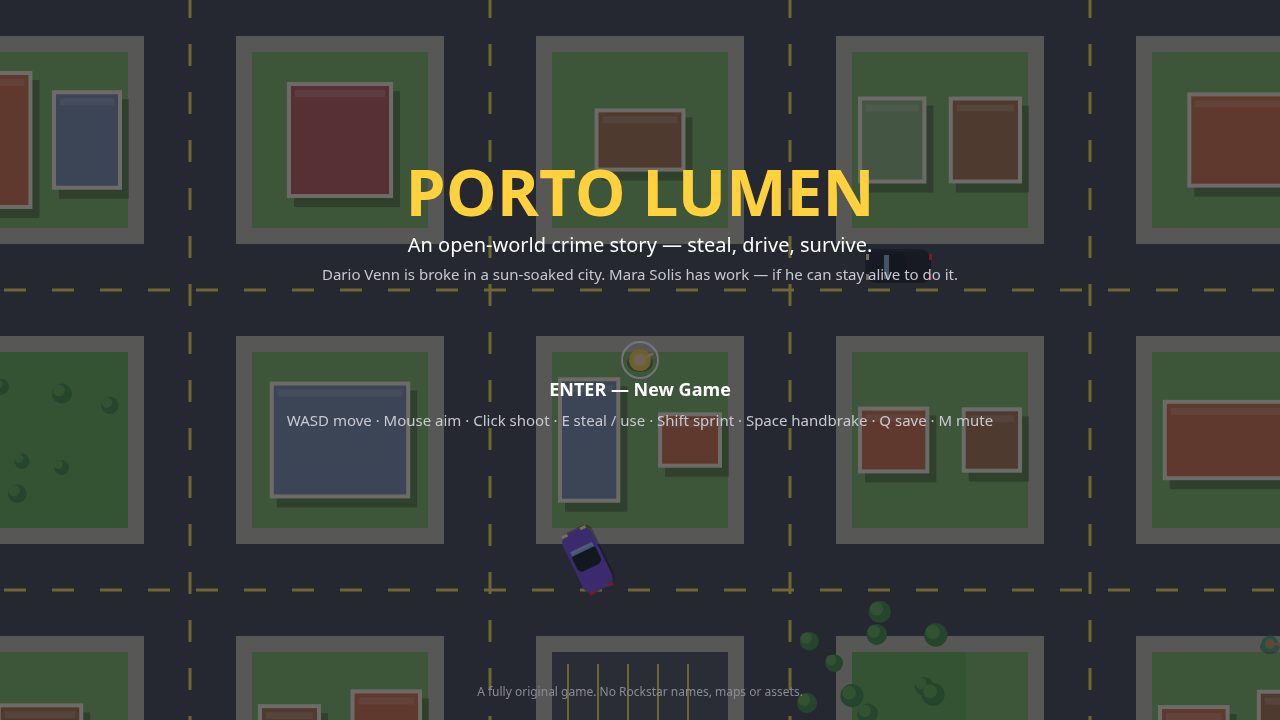 PORTO LUMEN
An open-world crime story — steal, drive, survive.
Dario Venn is broke in a sun-soaked city. Mara Solis has work — if he can stay alive to do it.
ENTER — New Game
WASD move · Mouse aim · Click shoot · E steal / use · Shift sprint · Space handbrake · Q save · M mute
A fully original game. No Rockstar names, maps or assets.